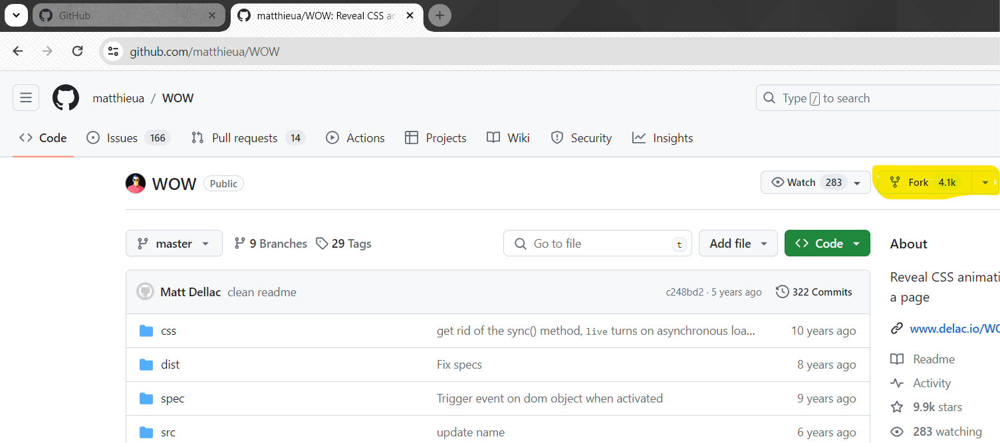 GitHub
matthieua/WOW: Reveal CSS ar
github.com/matthieua/WOW
matthieua / WOW
Type / to search
Code
Issues 166
Pull requests 14
Actions
Projects
Wiki
Security
Insights
WOW Public
Watch 283
Fork 4.1k
master
9 Branches
29 Tags
Go to file t
Add file
Code
About
Matt Dellac clean readme
c248bd2 · 5 years ago
322 Commits
Reveal CSS animati
a page
css get rid of the sync() method, live turns on asynchronous loa... 10 years ago
www.delac.io/WO
dist Fix specs 8 years ago
Readme
Activity
spec Trigger event on dom object when activated 9 years ago
9.9k stars
src update name 6 years ago
283 watching